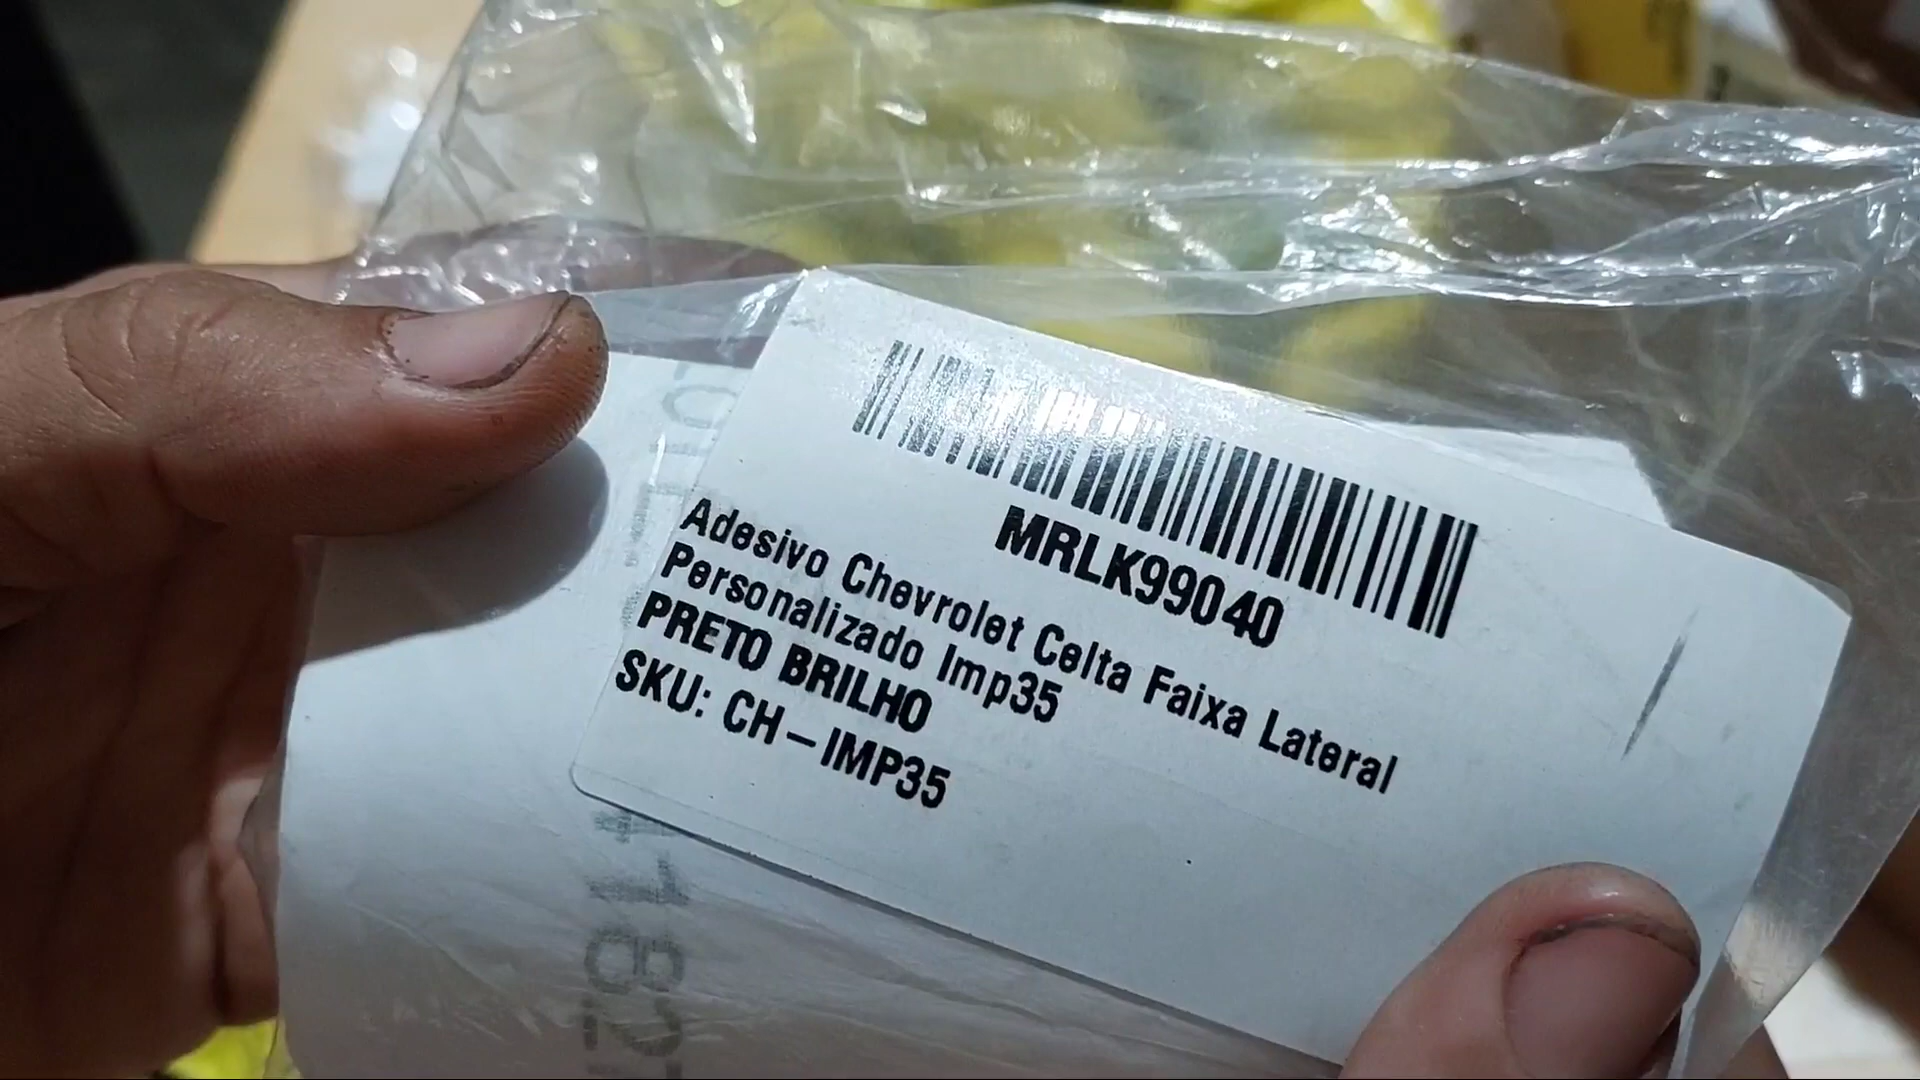 MRLK99040
Adesivo Chevrolet Celta Faixa Lateral
Personalizado Imp35
PRETO BRILHO
SKU: CH-IMP35